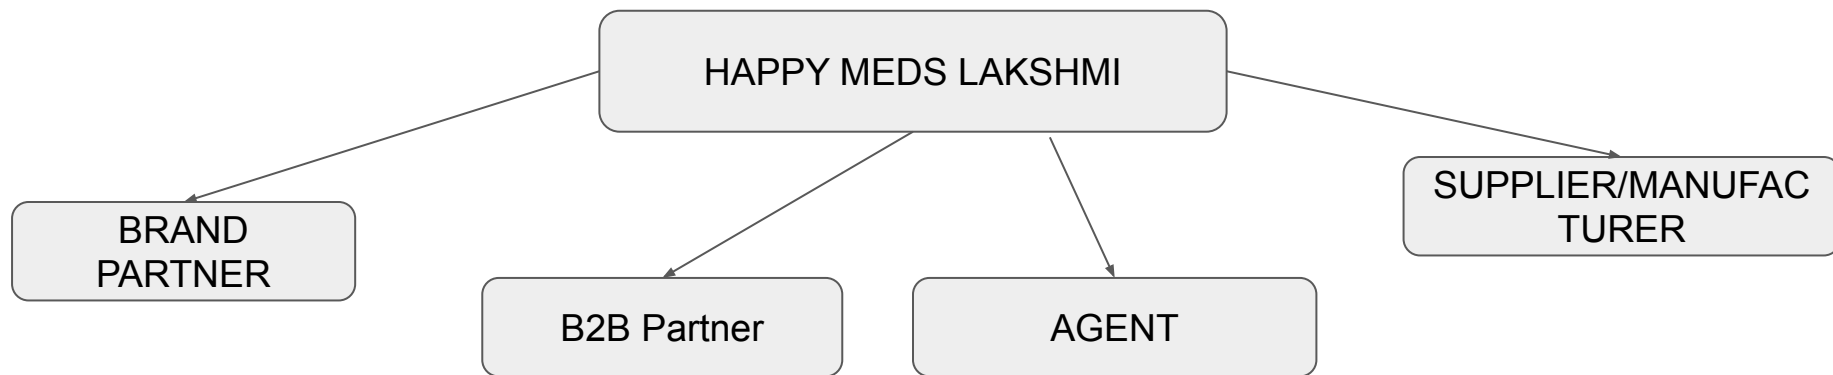 HAPPY MEDS LAKSHMI
BRAND
PARTNER
B2B Partner
AGENT
SUPPLIER/MANUFAC
TURER